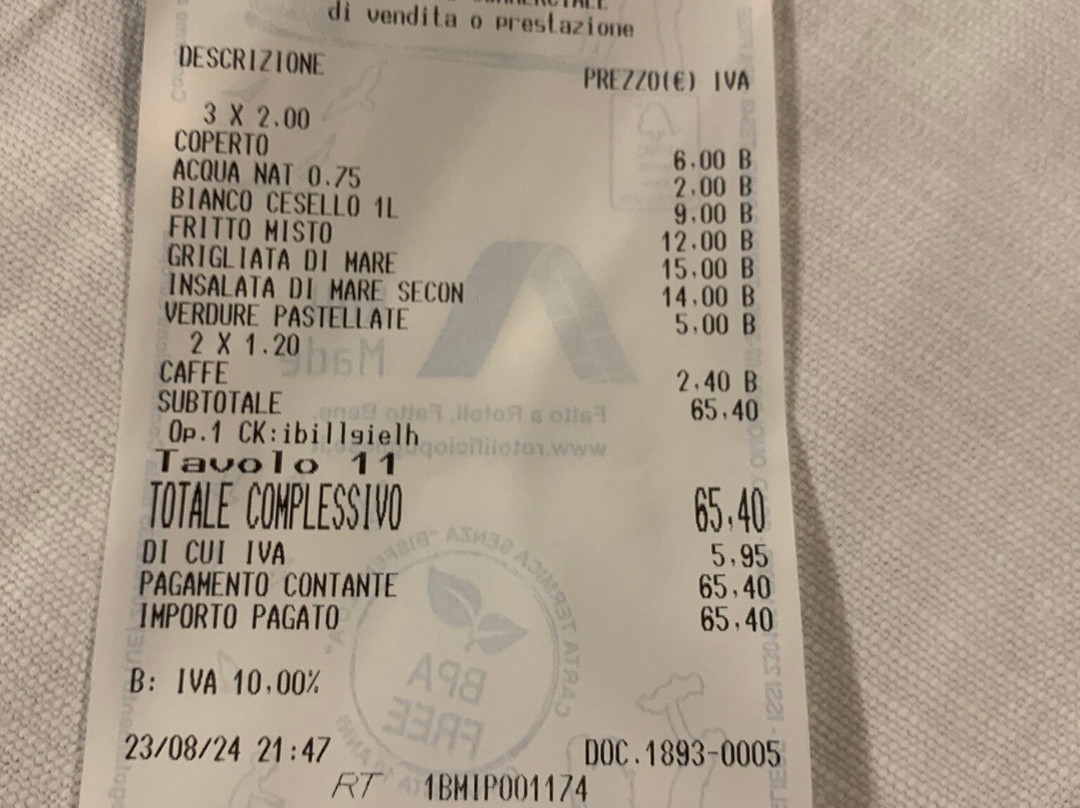 di vendita o prestazione
DESCRIZIONE PREZZO(€) IVA
3 X 2.00
COPERTO 6.00 B
ACQUA NAT 0.75 2.00 B
BIANCO CESELLO 1L 9.00 B
FRITTO MISTO 12.00 B
GRIGLIATA DI MARE 15.00 B
INSALATA DI MARE SECON 14.00 B
VERDURE PASTELLATE 5,00 B
2 X 1.20
CAFFE 2,40 B
SUBTOTALE 65,40
Op.1 CK:ibillgielh
Tavolo 11
TOTALE COMPLESSIVO 65,40
DI CUI IVA 5,95
PAGAMENTO CONTANTE 65,40
IMPORTO PAGATO 65,40
B: IVA 10,00%
23/08/24 21:47 DOC.1893-0005
RT 1BMIP001174
Made
Fatto a Rotoli, Fatto Bene.
BPA
FREE